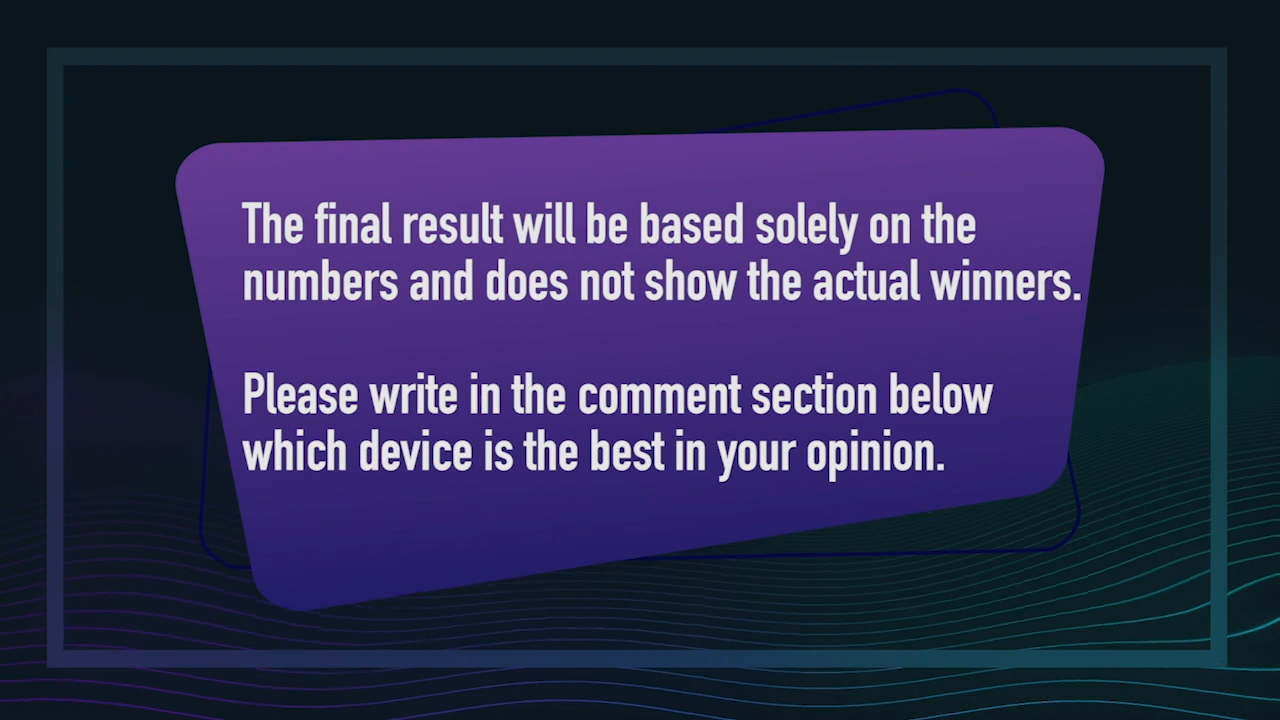 The final result will be based solely on the
numbers and does not show the actual winners.
Please write in the comment section below
which device is the best in your opinion.